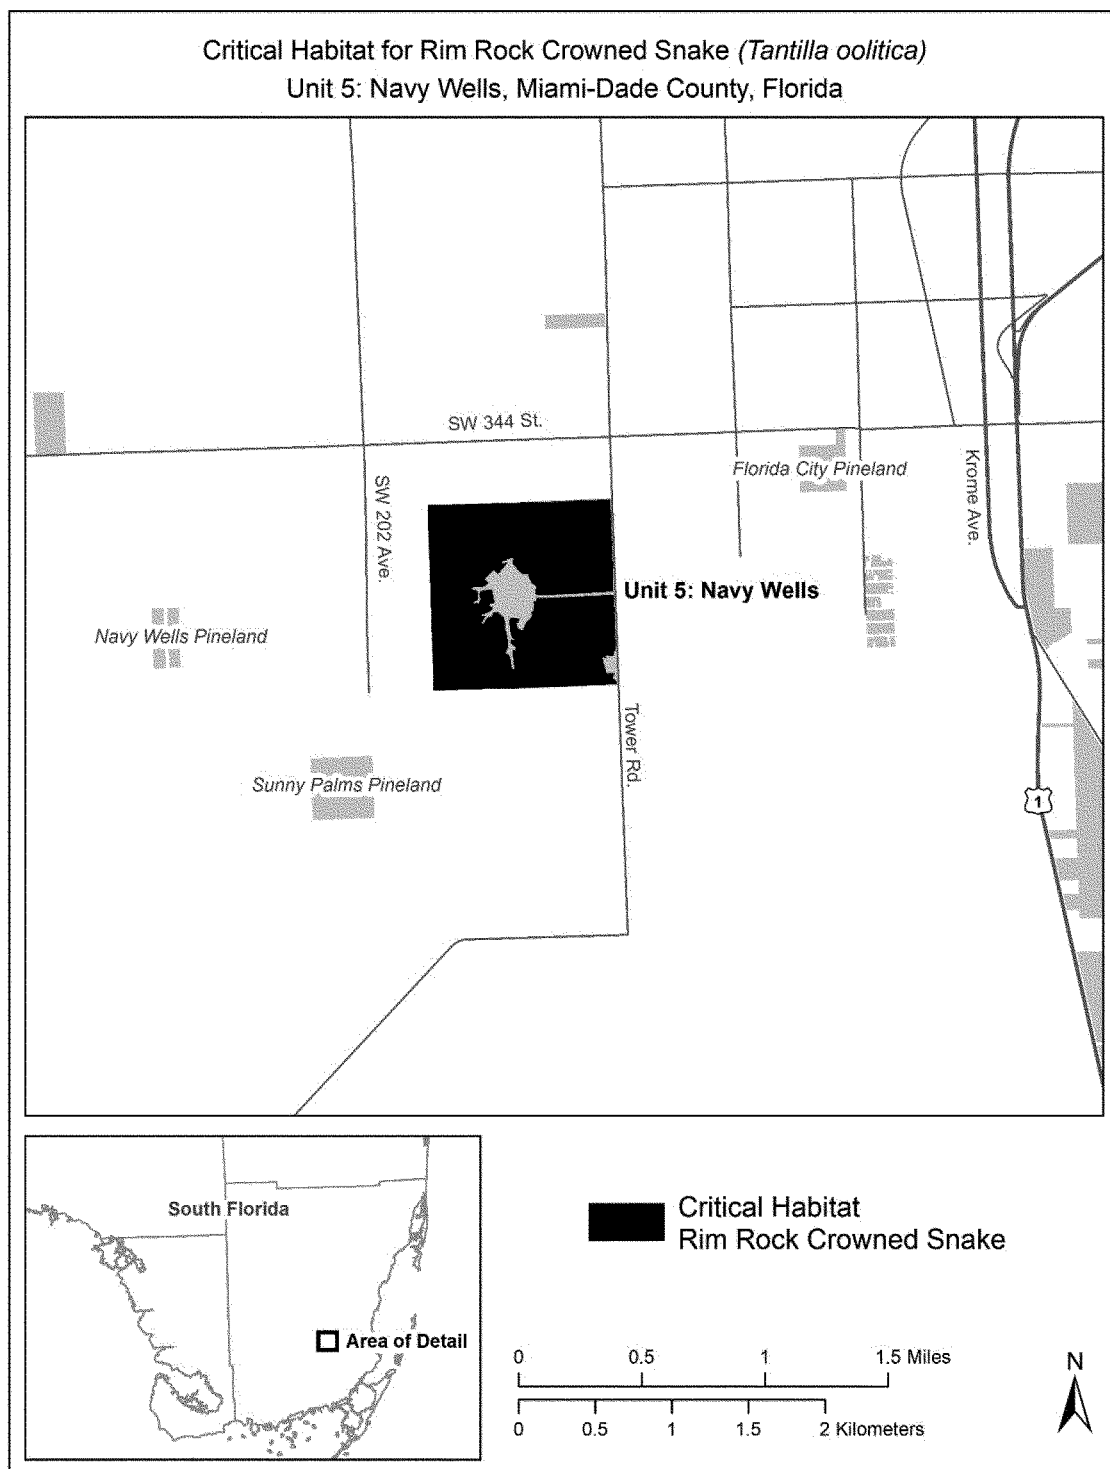 Critical Habitat for Rim Rock Crowned Snake (Tantilla oolitica)
Unit 5: Navy Wells, Miami-Dade County, Florida
SW 344 St.
Florida City Pineland
Krome Ave.
SW 202 Ave.
Unit 5: Navy Wells
Navy Wells Pineland
Tower Rd.
Sunny Palms Pineland
1
South Florida
Area of Detail
Critical Habitat
Rim Rock Crowned Snake
0 0.5 1 1.5 Miles
0 0.5 1 1.5 2 Kilometers
N